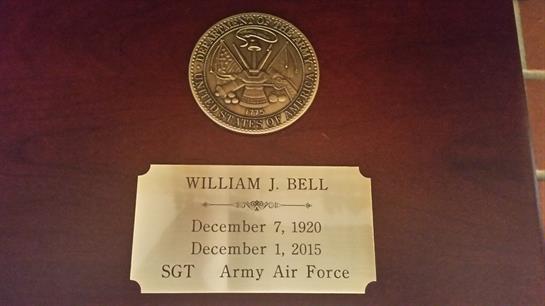 DEPARTMENT OF THE ARMY
UNITED STATES OF AMERICA
1775
WILLIAM J. BELL
December 7, 1920
December 1, 2015
SGT Army Air Force